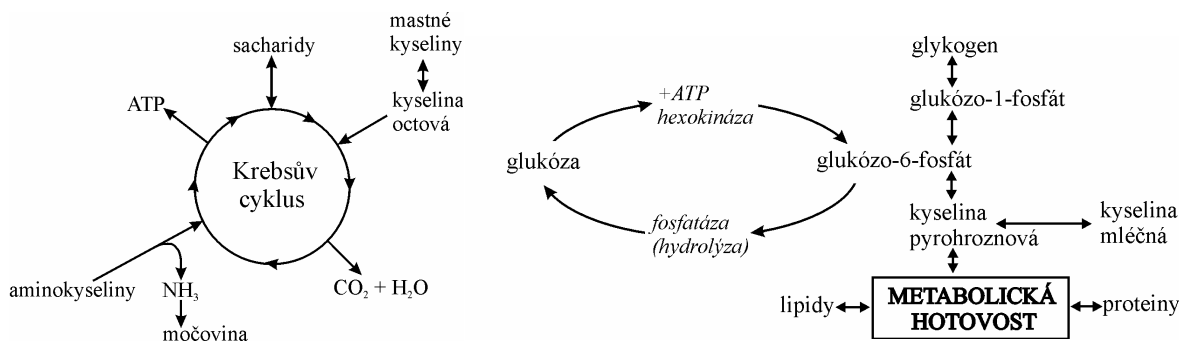 sacharidy
mastné
kyseliny
kyselina
octová
ATP
Krebsův
cyklus
aminokyseliny
NH₃
močovina
CO₂ + H₂O
+ATP
hexokináza
glukóza
glukózo-6-fosfát
fosfatáza
(hydrolýza)
glykogen
glukózo-1-fosfát
kyselina
pyrohroznová
kyselina
mléčná
lipidy
METABOLICKÁ
HOTOVOST
proteiny